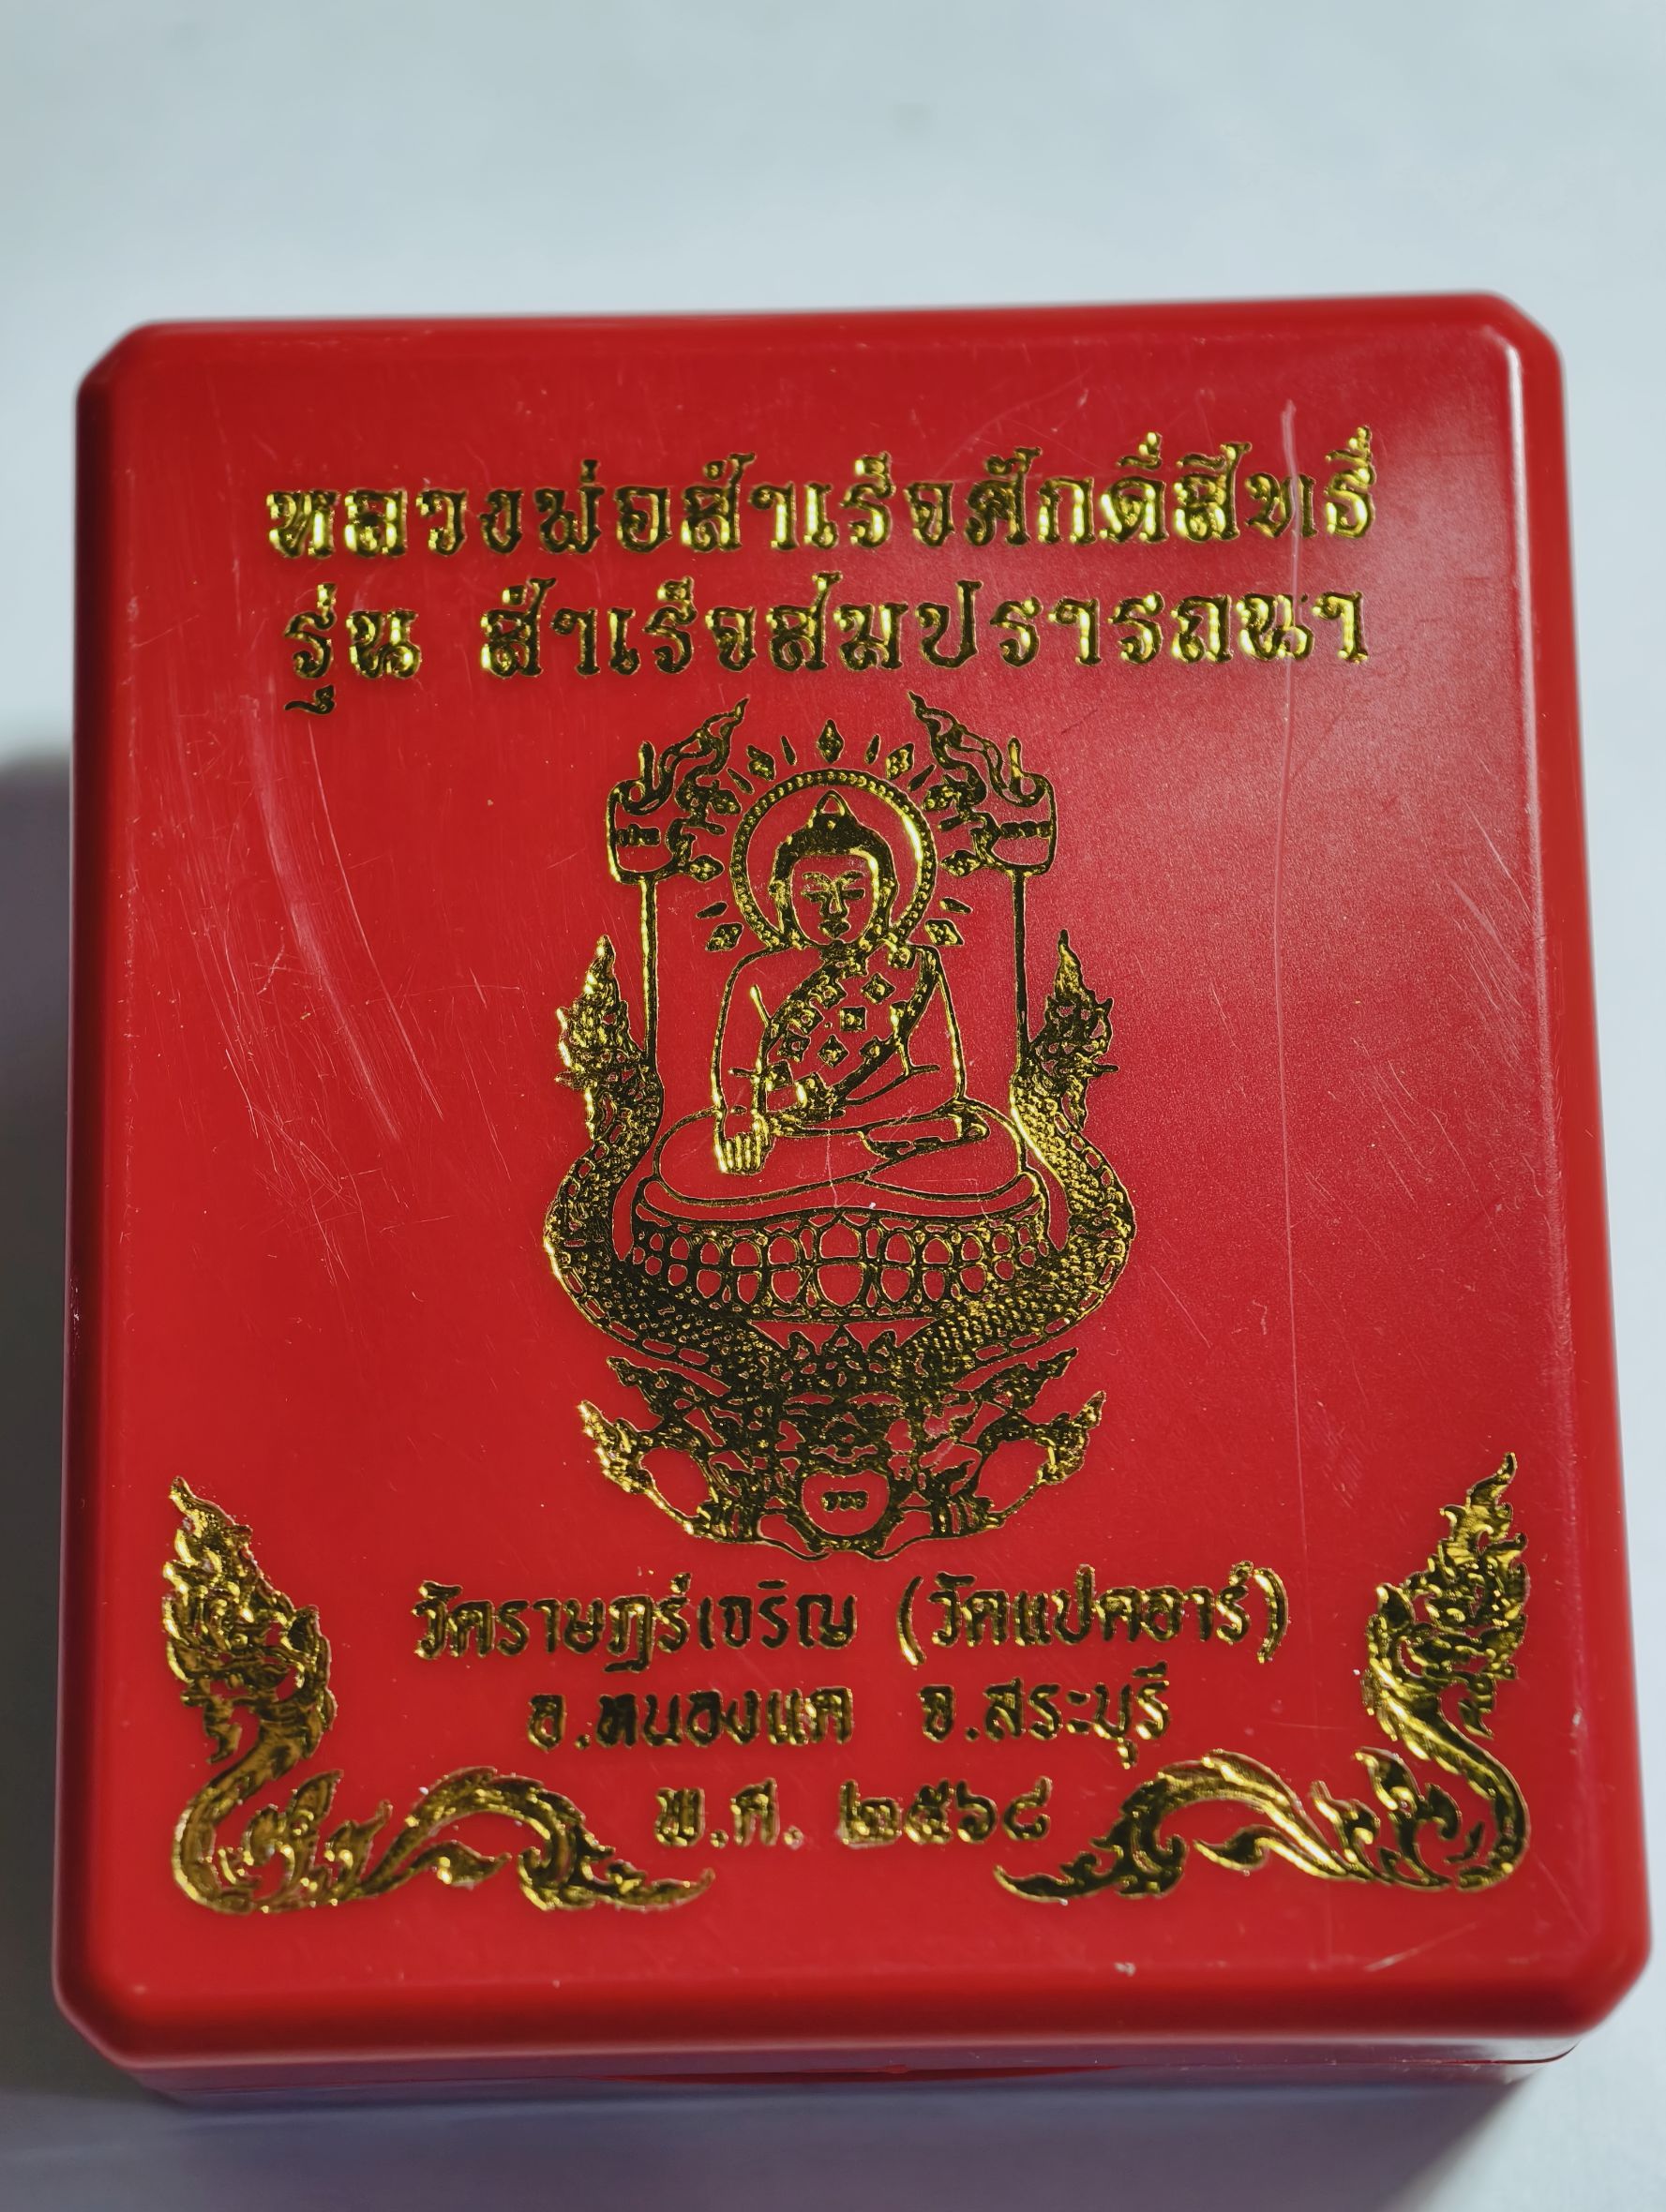 หลวงพ่อสำเร็จศักดิ์สิทธิ์
รุ่น สำเร็จสมปรารถนา
วัดราษฎร์เจริญ (วัดแปดอาร์)
อ.หนองแค จ.สระบุรี
พ.ศ. ๒๕๖๘